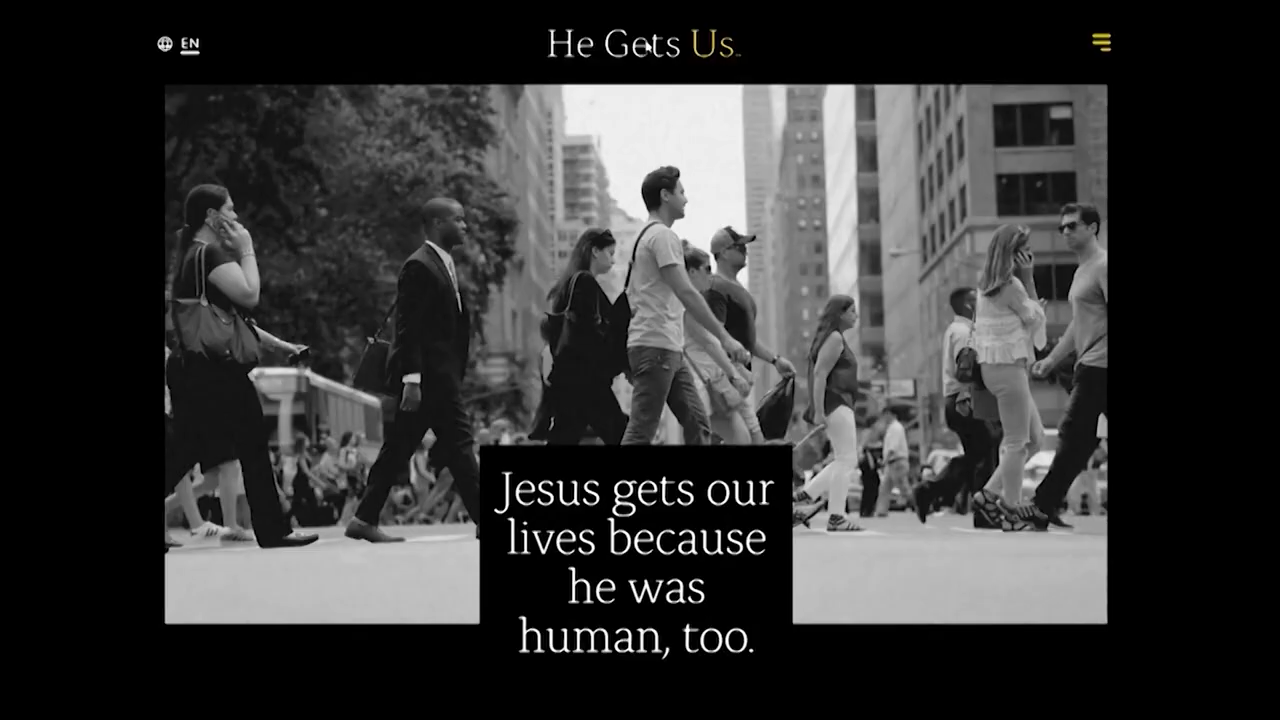 EN
He Gets Us.
Jesus gets our
lives because
he was
human, too.